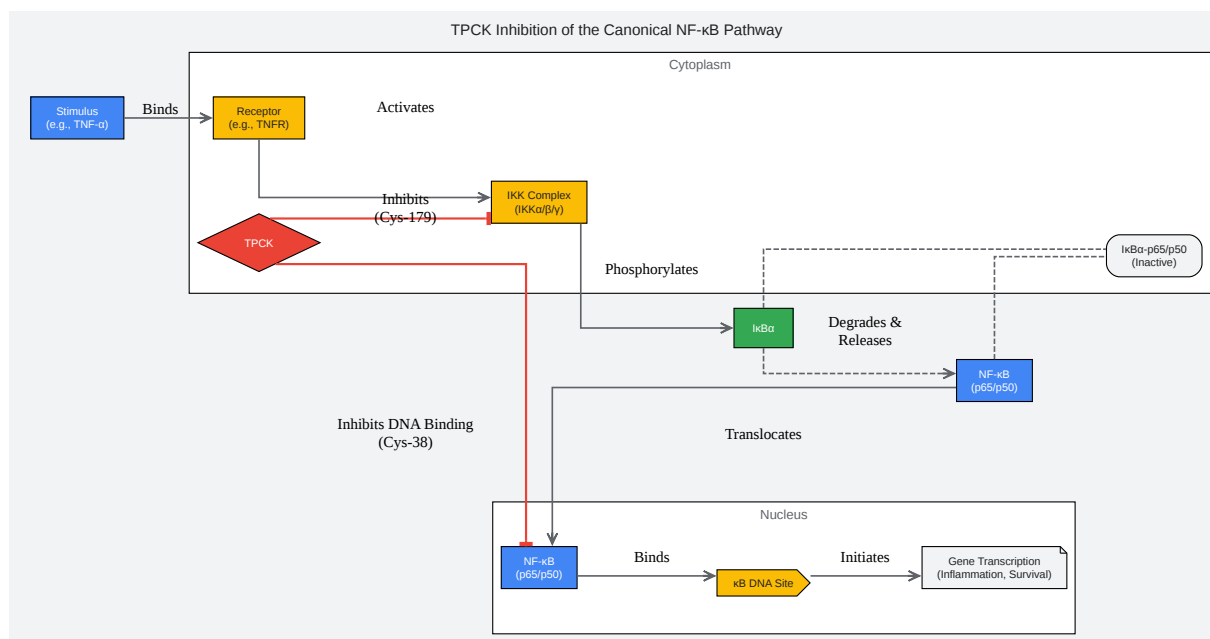 TPCK Inhibition of the Canonical NF-κB Pathway
Cytoplasm
Stimulus
(e.g., TNF-α)
Binds
Receptor
(e.g., TNFR)
Activates
Inhibits
(Cys-179)
IKK Complex
(IKKα/β/γ)
TPCK
Phosphorylates
IκBα-p65/p50
(Inactive)
IκBα
Degrades &
Releases
NF-κB
(p65/p50)
Inhibits DNA Binding
(Cys-38)
Translocates
Nucleus
NF-κB
(p65/p50)
Binds
κB DNA Site
Initiates
Gene Transcription
(Inflammation, Survival)